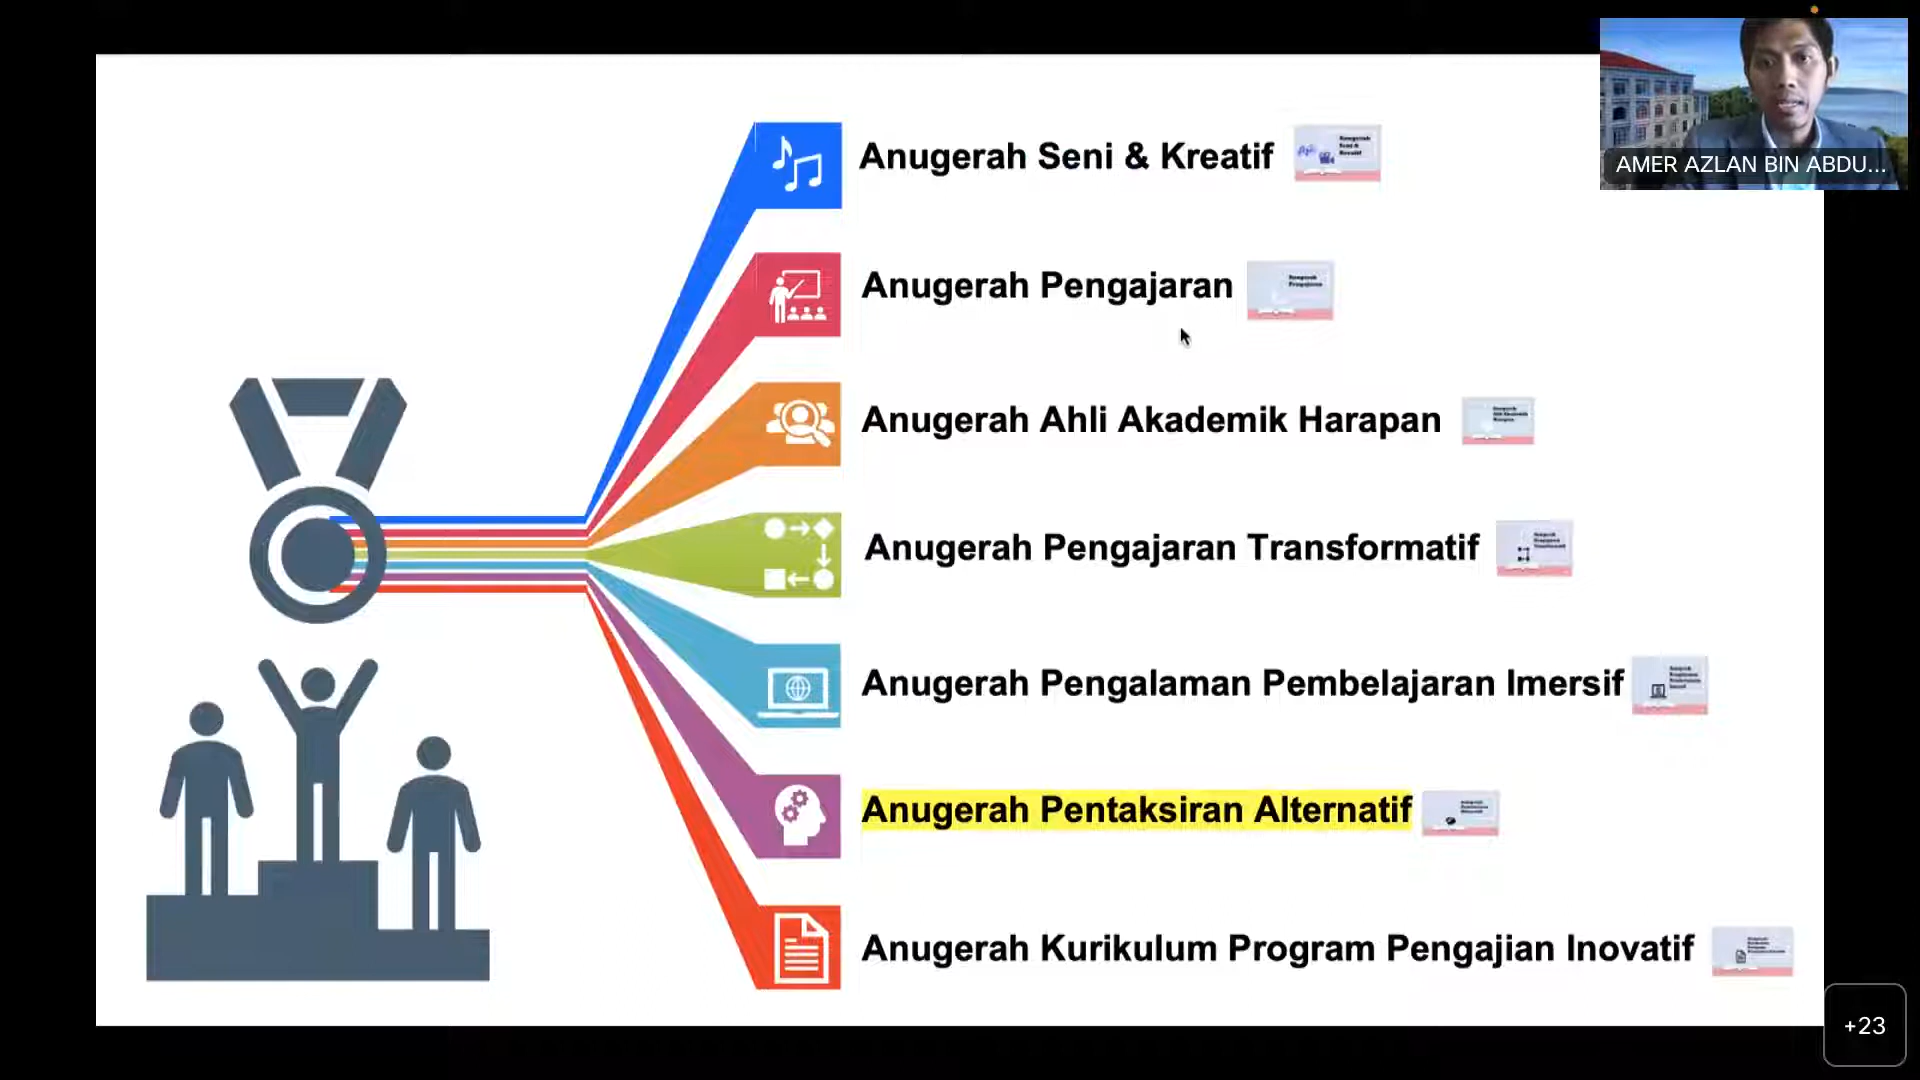 Anugerah Seni & Kreatif
AMER AZLAN BIN ABDU...
Anugerah Pengajaran
Anugerah Ahli Akademik Harapan
Anugerah Pengajaran Transformatif
Anugerah Pengalaman Pembelajaran Imersif
Anugerah Pentaksiran Alternatif
Anugerah Kurikulum Program Pengajian Inovatif
+23